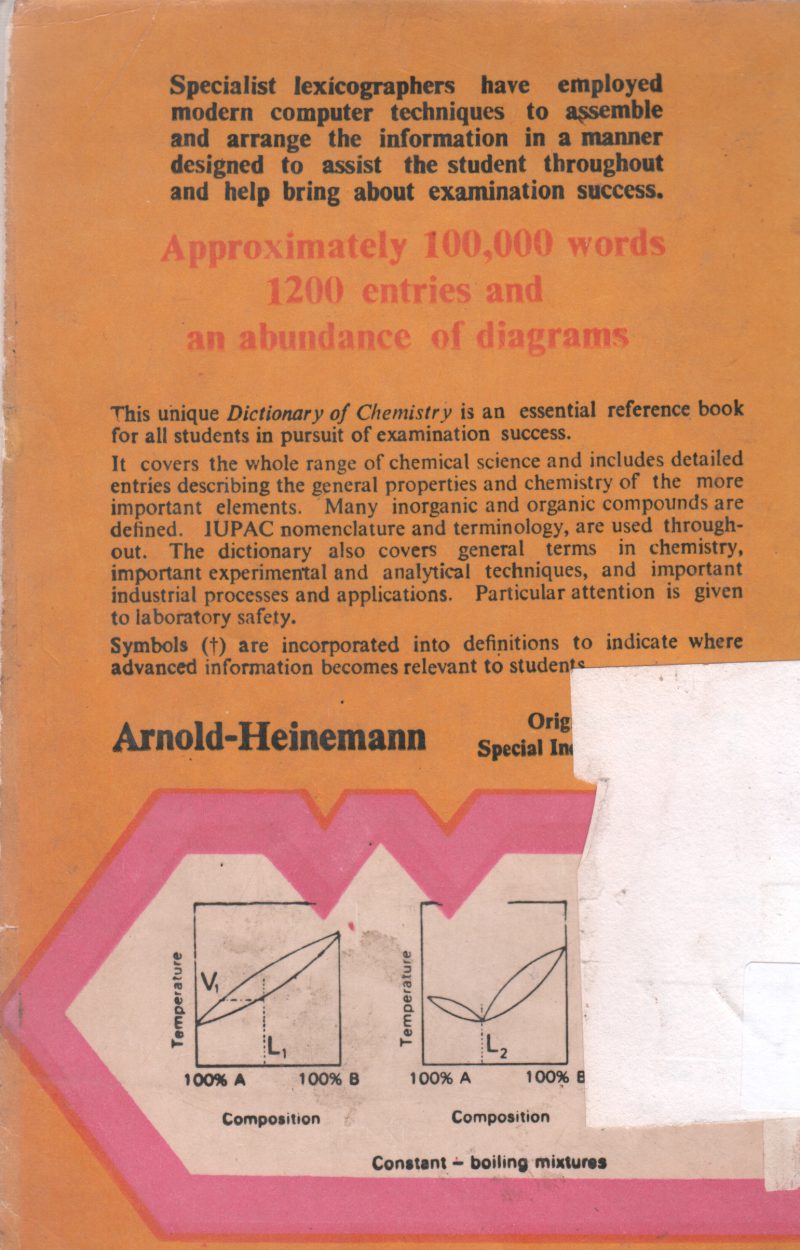 Specialist lexicographers have employed
modern computer techniques to assemble
and arrange the information in a manner
designed to assist the student throughout
and help bring about examination success.
Approximately 100,000 words
1200 entries and
an abundance of diagrams
This unique Dictionary of Chemistry is an essential reference book
for all students in pursuit of examination success.
It covers the whole range of chemical science and includes detailed
entries describing the general properties and chemistry of the more
important elements. Many inorganic and organic compounds are
defined. IUPAC nomenclature and terminology, are used through-
out. The dictionary also covers general terms in chemistry,
important experimental and analytical techniques, and important
industrial processes and applications. Particular attention is given
to laboratory safety.
Symbols (†) are incorporated into definitions to indicate where
advanced information becomes relevant to students
Arnold-Heinemann
Special
Temperature
V₁
L₁
100% A 100% B
Composition
Temperature
L₂
100% A 100% B
Composition
Constant – boiling mixtures